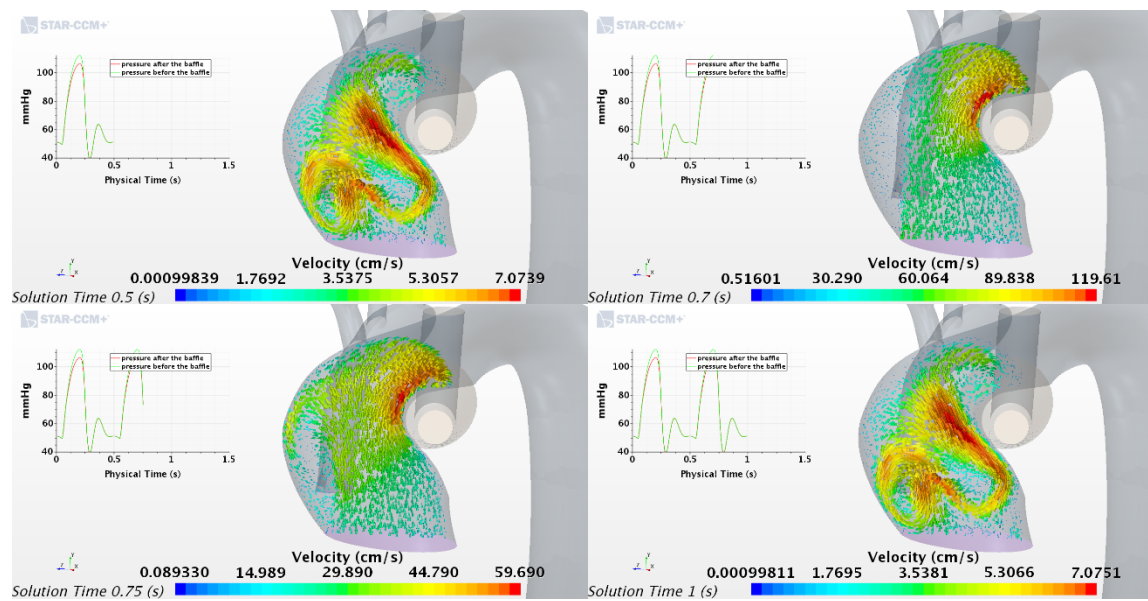 STAR-CCM+
pressure after the baffle
pressure before the baffle
mmHg
100
80
60
40
0 0.5 1 1.5
Physical Time (s)
y
z x
Velocity (cm/s)
0.00099839 1.7692 3.5375 5.3057 7.0739
Solution Time 0.5 (s)
STAR-CCM+
pressure after the baffle
pressure before the baffle
mmHg
100
80
60
40
0 0.5 1 1.5
Physical Time (s)
y
z x
Velocity (cm/s)
0.51601 30.290 60.064 89.838 119.61
Solution Time 0.7 (s)
STAR-CCM+
pressure after the baffle
pressure before the baffle
mmHg
100
80
60
40
0 0.5 1 1.5
Physical Time (s)
y
z x
Velocity (cm/s)
0.089330 14.989 29.890 44.790 59.690
Solution Time 0.75 (s)
STAR-CCM+
pressure after the baffle
pressure before the baffle
mmHg
100
80
60
40
0 0.5 1 1.5
Physical Time (s)
y
z x
Velocity (cm/s)
0.00099811 1.7695 3.5381 5.3066 7.0751
Solution Time 1 (s)